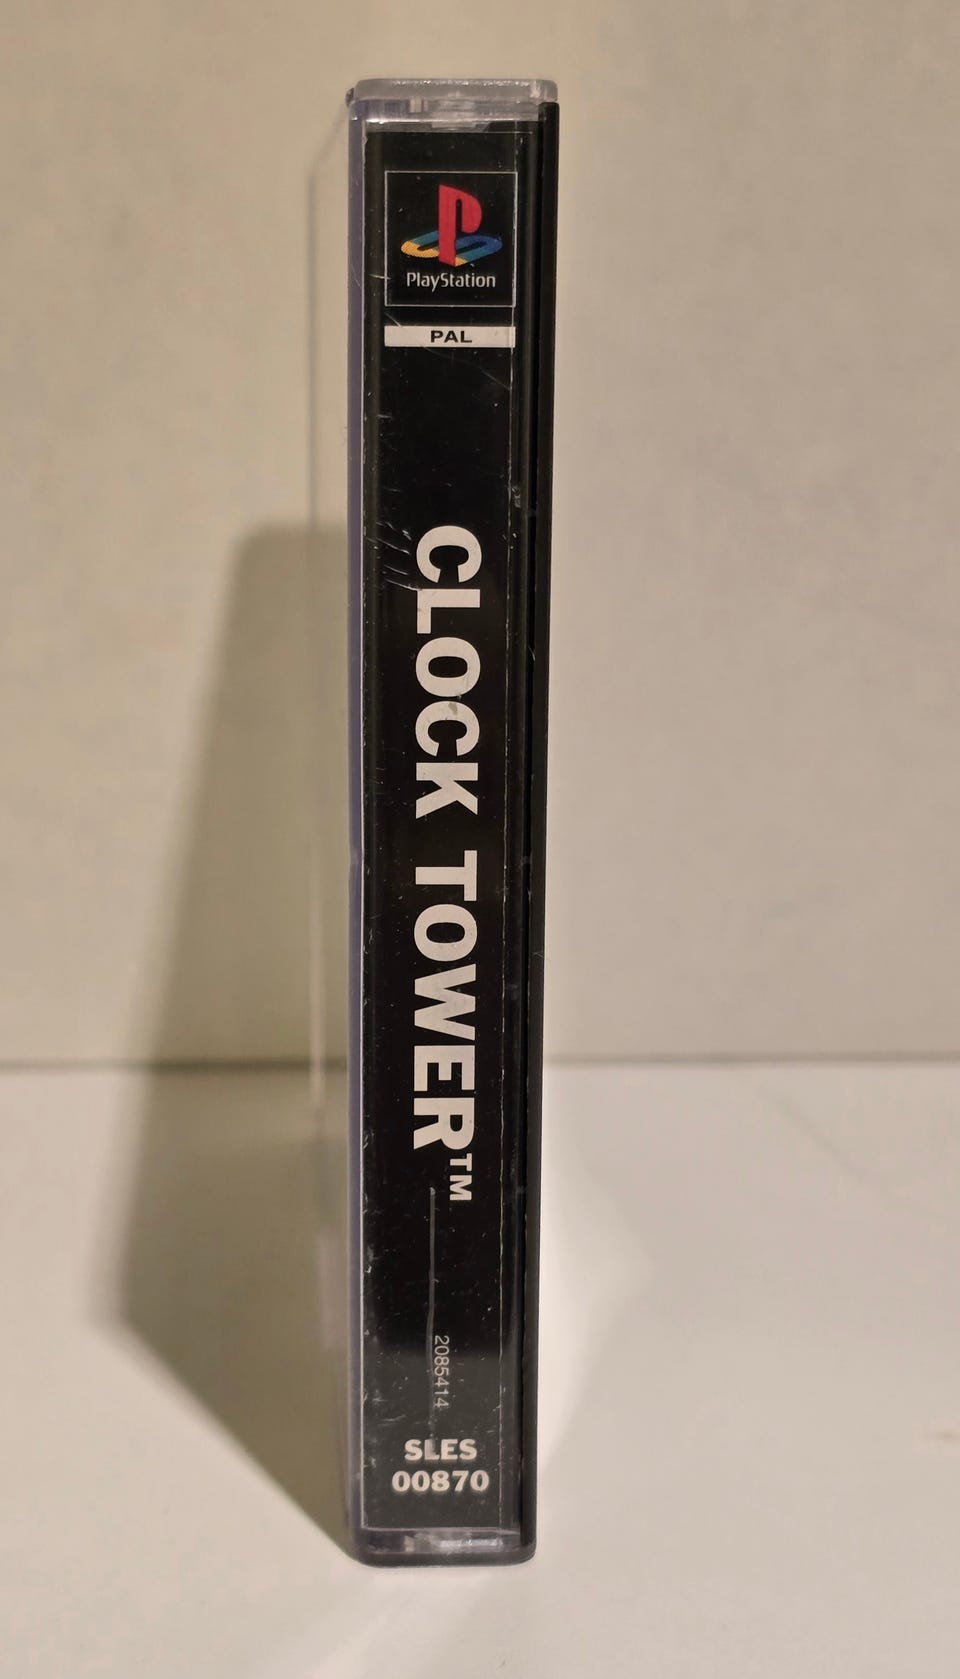 PlayStation
PAL
CLOCK TOWER™
2085414
SLES
00870